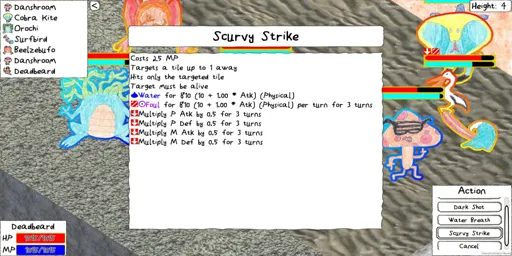 Danshroom
Cobra Kite
Orochi
Surfbird
Beelzebufo
Danshroom
Deadbeard
<
Scurvy Strike
Height: 4
Costs 25 MP
Targets a tile up to 1 away
Hits only the targeted tile
Target must be alive
Water for 810 (10 + 1.00 * Atk) (Physical)
Foul for 810 (10 + 1.00 * Atk) (Physical) per turn for 3 turns
Multiply P Atk by 0.5 for 3 turns
Multiply P Def by 0.5 for 3 turns
Multiply M Atk by 0.5 for 3 turns
Multiply M Def by 0.5 for 3 turns
Action
Dark Shot
Water Breath
Scurvy Strike
Cancel
Deadbeard
HP
MP